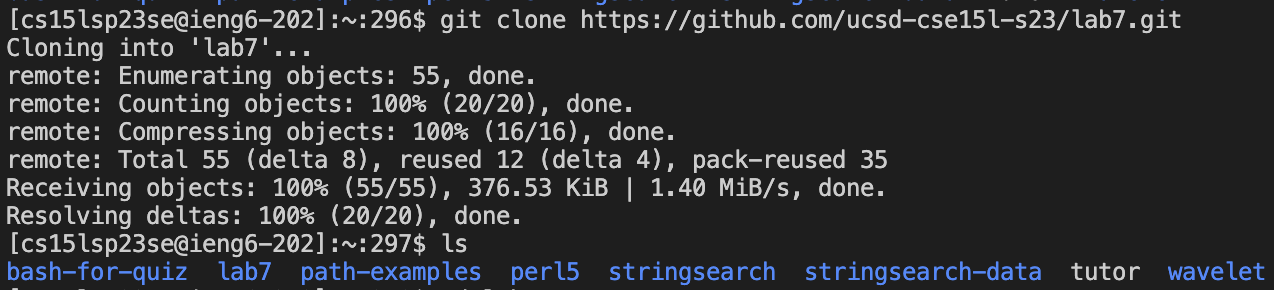 [cs15lsp23se@ieng6-202]:~:296$ git clone https://github.com/ucsd-cse15l-s23/lab7.git
Cloning into 'lab7'...
remote: Enumerating objects: 55, done.
remote: Counting objects: 100% (20/20), done.
remote: Compressing objects: 100% (16/16), done.
remote: Total 55 (delta 8), reused 12 (delta 4), pack-reused 35
Receiving objects: 100% (55/55), 376.53 KiB | 1.40 MiB/s, done.
Resolving deltas: 100% (20/20), done.
[cs15lsp23se@ieng6-202]:~:297$ ls
bash-for-quiz lab7 path-examples perl5 stringsearch stringsearch-data tutor wavelet